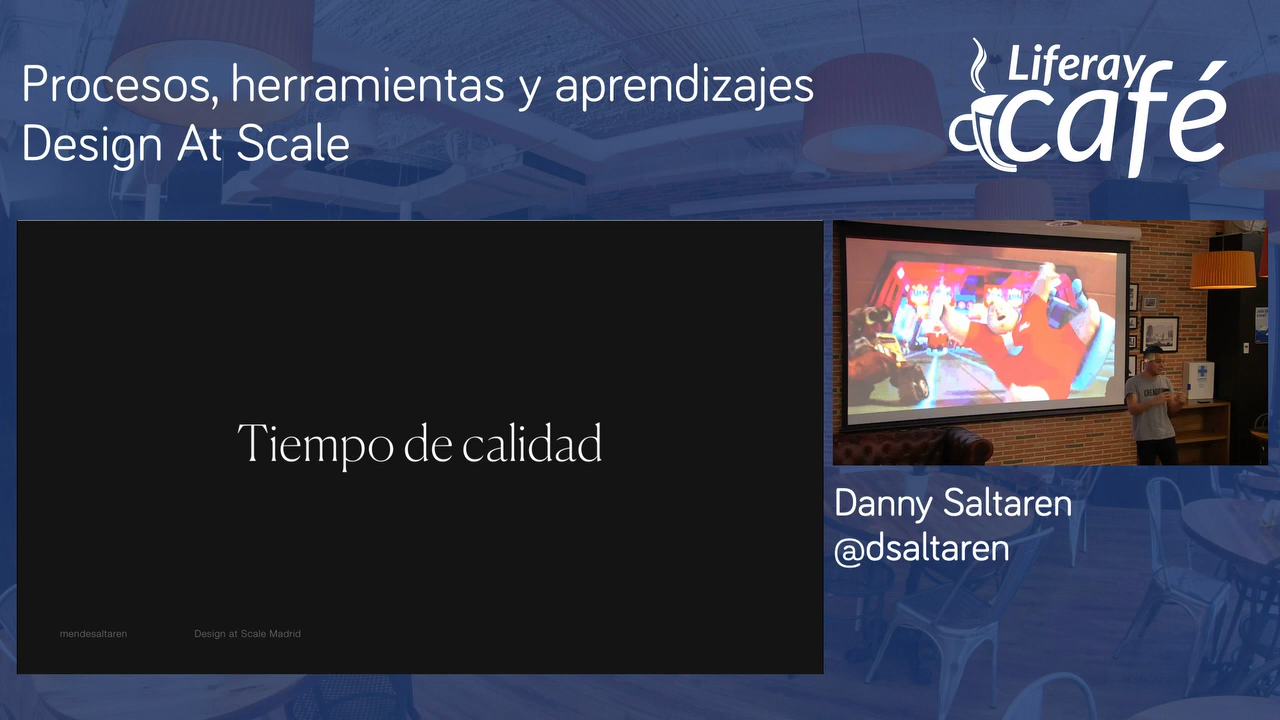 Procesos, herramientas y aprendizajes
Design At Scale
Liferay
café
Tiempo de calidad
mendesaltaren
Design at Scale Madrid
Danny Saltaren
@dsaltaren